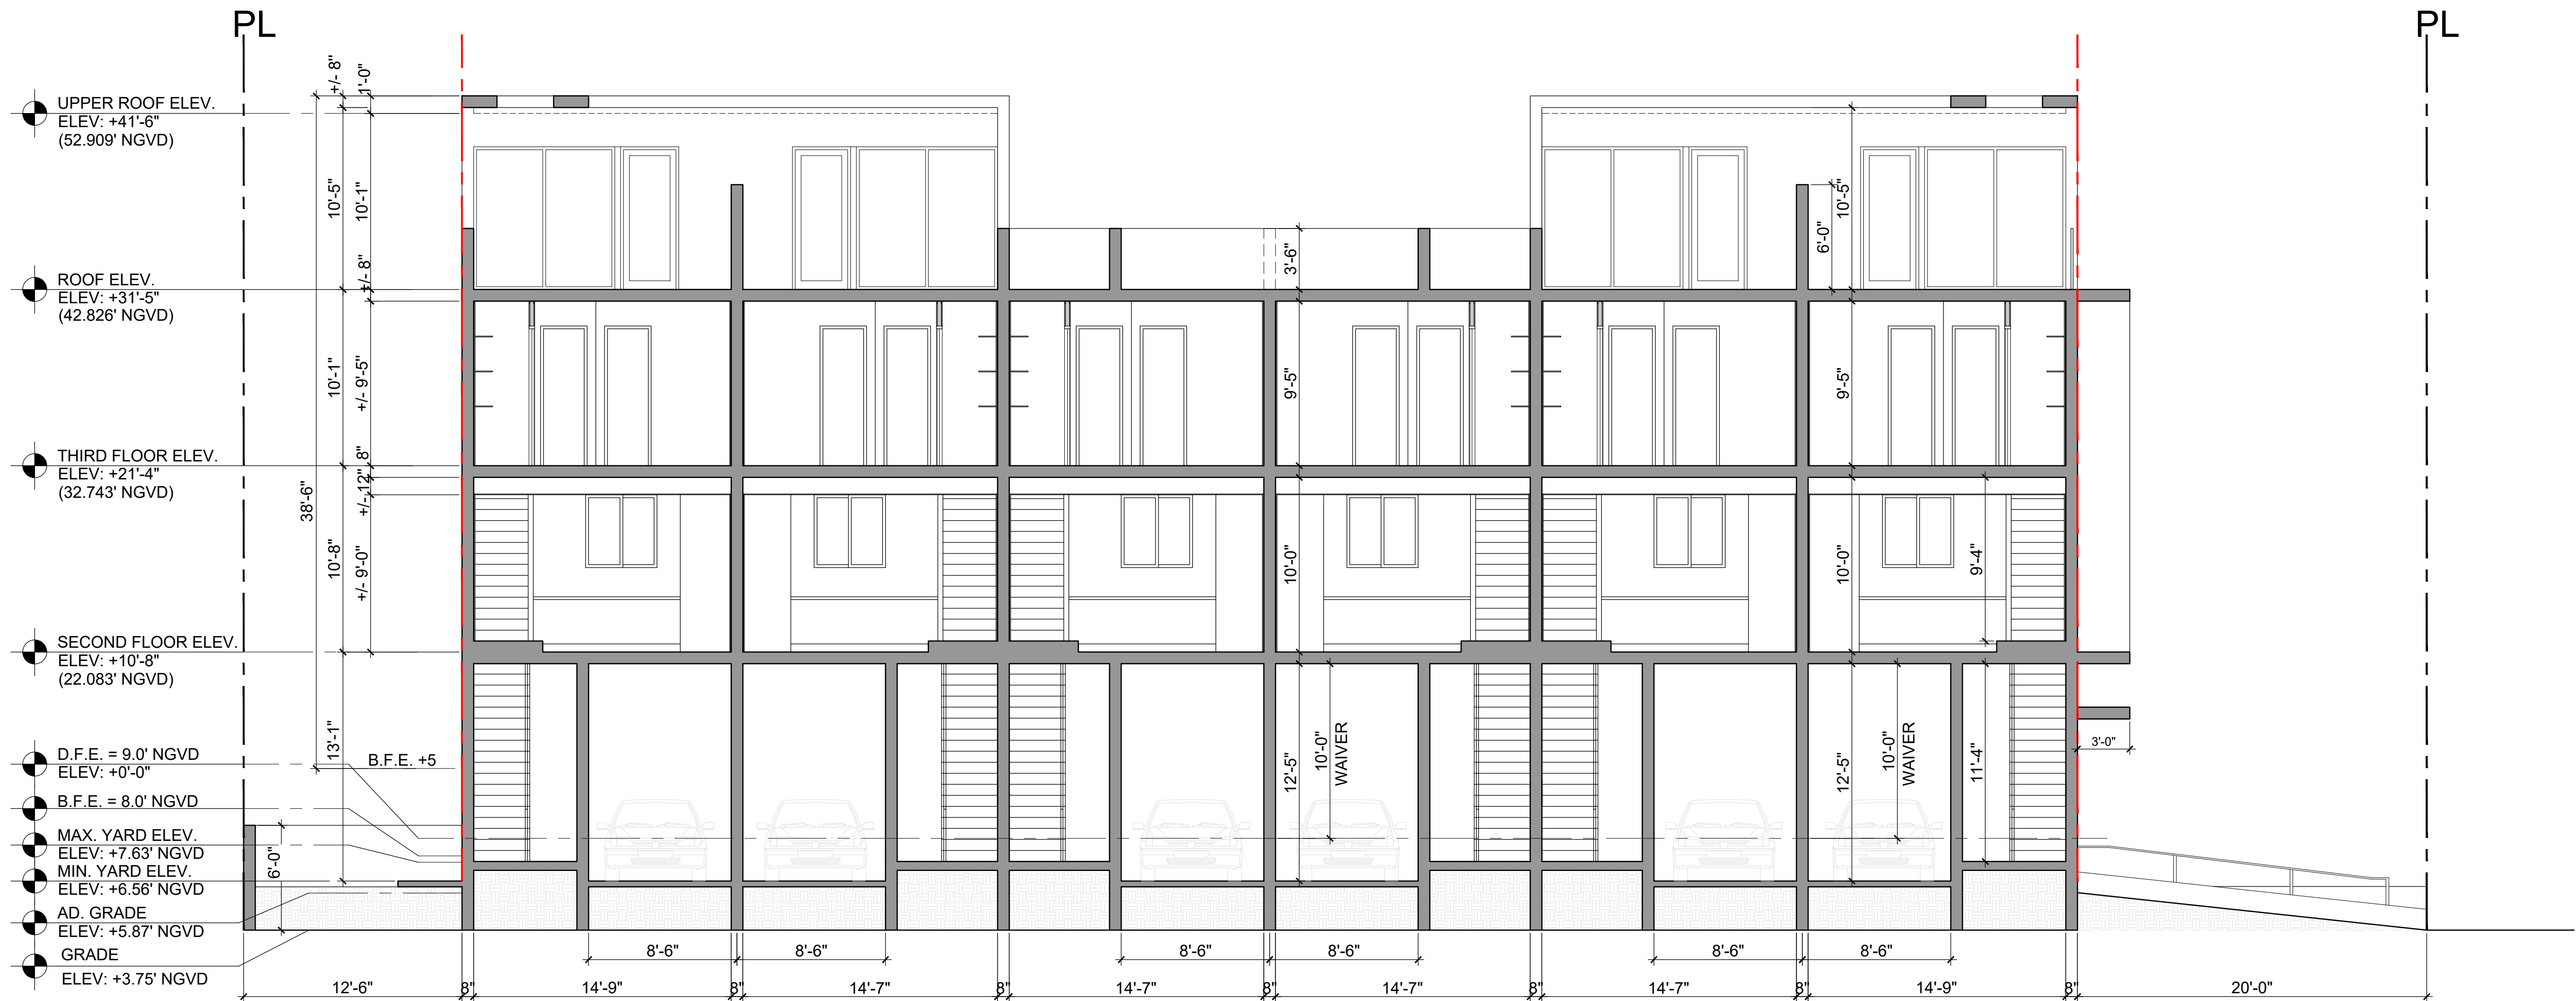 PL
PL
UPPER ROOF ELEV.
ELEV: +41'-6"
(52.909' NGVD)
ROOF ELEV.
ELEV: +31'-5"
(42.826' NGVD)
THIRD FLOOR ELEV.
ELEV: +21'-4"
(32.743' NGVD)
SECOND FLOOR ELEV.
ELEV: +10'-8"
(22.083' NGVD)
D.F.E. = 9.0' NGVD
ELEV: +0'-0"
B.F.E. = 8.0' NGVD
MAX. YARD ELEV.
ELEV: +7.63' NGVD
MIN. YARD ELEV.
ELEV: +6.56' NGVD
AD. GRADE
ELEV: +5.87' NGVD
GRADE
ELEV: +3.75' NGVD
38'-6"
+/- 8"
10'-5"
10'-1"
10'-8"
13'-1"
1'-0"
10'-1"
+/- 8"
+/- 9'-5"
8"
+/- 12"
+/- 9'-0"
B.F.E. +5
6'-0"
3'-6"
9'-5"
10'-0"
12'-5"
10'-0"
WAIVER
6'-0"
10'-5"
9'-5"
10'-0"
12'-5"
10'-0"
WAIVER
9'-4"
11'-4"
3'-0"
8'-6"
8'-6"
8'-6"
8'-6"
8'-6"
8'-6"
12'-6"
8"
14'-9"
8"
14'-7"
8"
14'-7"
8"
14'-7"
8"
14'-7"
8"
14'-9"
8"
20'-0"